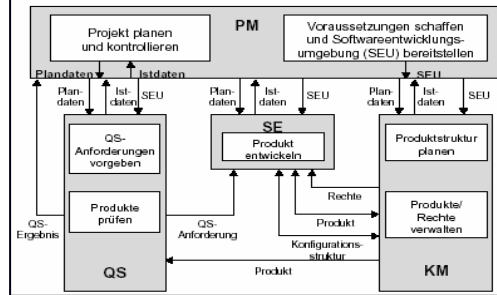 PM
Projekt planen
und kontrollieren
Voraussetzungen schaffen
und Softwareentwicklungs-
umgebung (SEU) bereitstellen
Plandaten
Istdaten
SEU
Plan-
daten
Ist-
daten
SEU
Plan-
daten
Ist-
daten
SEU
Plan-
daten
Ist-
daten
SEU
QS-
Anforderungen
vorgeben
Produkte
prüfen
QS
SE
Produkt
entwickeln
Produktstruktur
planen
Produkte/
Rechte
verwalten
KM
QS-
Ergebnis
QS-
Anforderung
Rechte
Produkt
Konfigurations-
struktur
Produkt